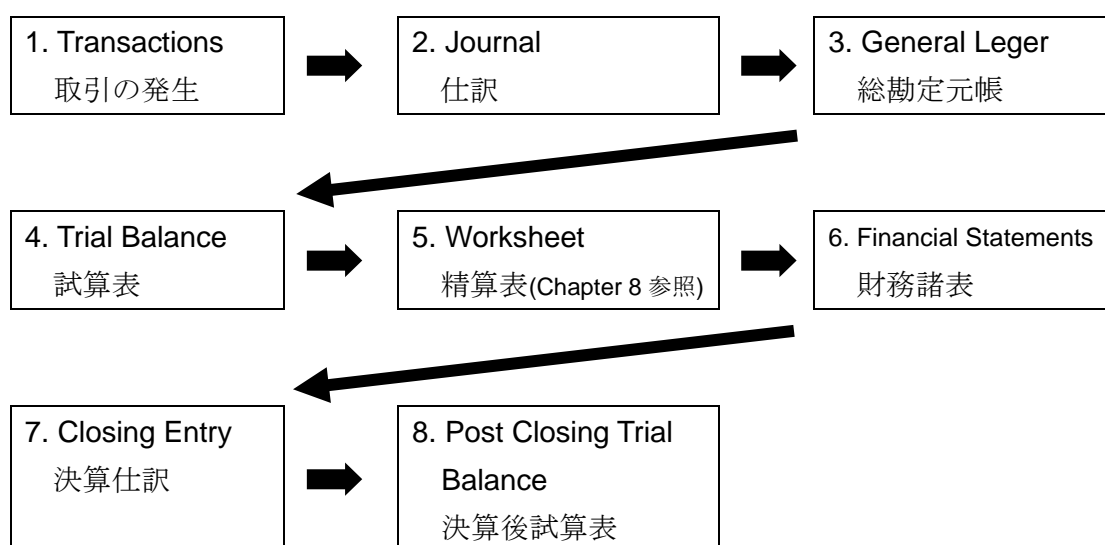 1. Transactions
取引の発生
2. Journal
仕訳
3. General Leger
総勘定元帳
4. Trial Balance
試算表
5. Worksheet
精算表(Chapter 8 参照)
6. Financial Statements
財務諸表
7. Closing Entry
決算仕訳
8. Post Closing Trial
Balance
決算後試算表